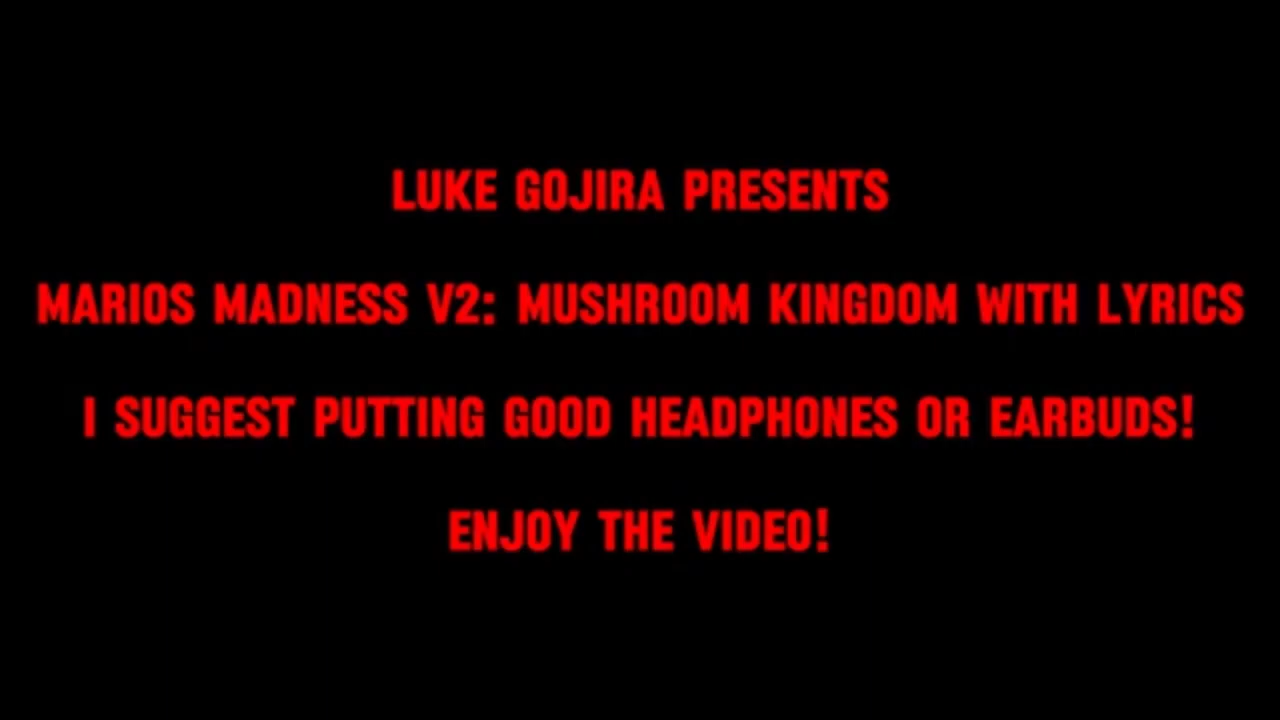 LUKE GOJIRA PRESENTS
MARIOS MADNESS V2: MUSHROOM KINGDOM WITH LYRICS
I SUGGEST PUTTING GOOD HEADPHONES OR EARBUDS!
ENJOY THE VIDEO!